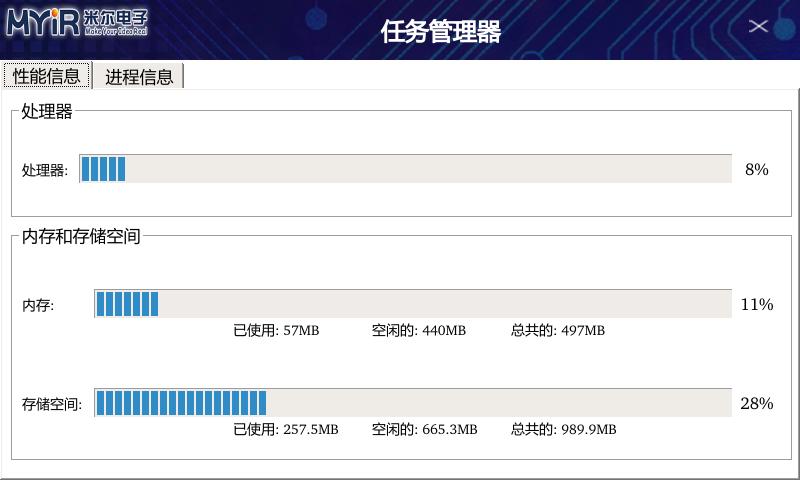 MYiR 米尔电子
Make Your Idea Real
任务管理器
性能信息 进程信息
处理器
处理器: 8%
内存和存储空间
内存: 11%
已使用: 57MB 空闲的: 440MB 总共的: 497MB
存储空间: 28%
已使用: 257.5MB 空闲的: 665.3MB 总共的: 989.9MB